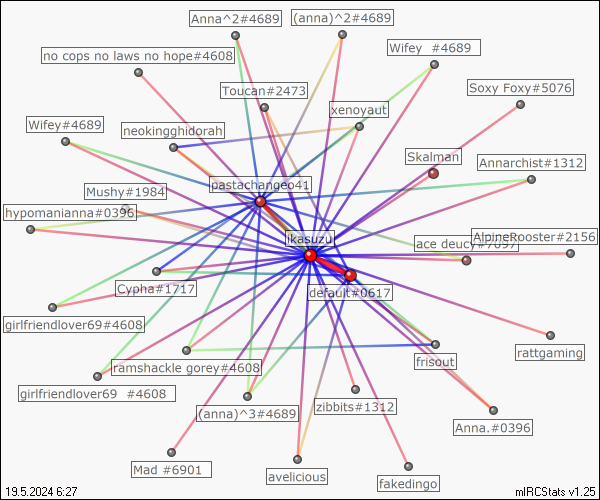 Anna^2#4689
(anna)^2#4689
Wifey  #4689
no cops no laws no hope#4608
Toucan#2473
Soxy Foxy#5076
xenoyaut
Wifey#4689
neokingghidorah
Skalman
Annarchist#1312
Mushy#1984
pastachangeo41
hypomanianna#0396
ikasuzu
AlpineRooster#2156
ace deucy#7097
Cypha#1717
default#0617
girlfriendlover69#4608
rattgaming
ramshackle gorey#4608
frisout
girlfriendlover69  #4608
(anna)^3#4689
zibbits#1312
Anna.#0396
Mad #6901
avelicious
fakedingo
19.5.2024 6:27
mIRCStats v1.25